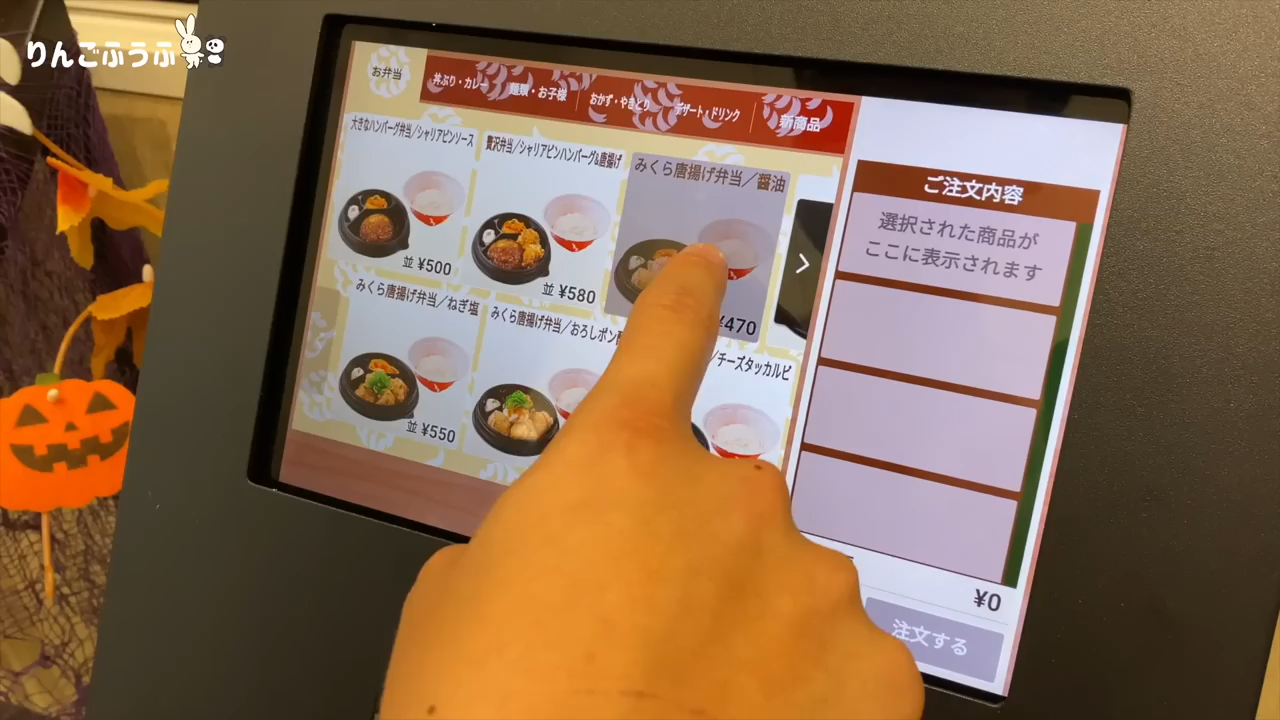 りんごふうふ
お弁当
丼ぶり・カレー
麺類・お子様
おかず・やきとり
デザート・ドリンク
新商品
大きなハンバーグ弁当／シャリアピンソース
贅沢弁当／シャリアピンハンバーグ&唐揚げ
みくら唐揚げ弁当／醤油
並 ¥500
並 ¥580
¥470
みくら唐揚げ弁当／ねぎ塩
みくら唐揚げ弁当／おろしポン
／チーズタッカルビ
並 ¥550
ご注文内容
選択された商品が
ここに表示されます
¥0
注文する